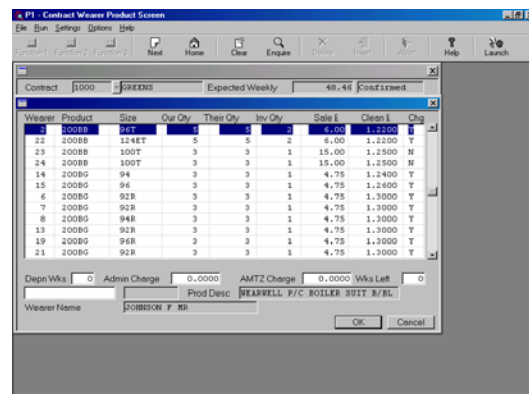 P1 - Contract Wearer Product Screen
File Run Settings Options Help
Function 1 Function 2 Function 3 Next Home Clear Enquire Delete Insert Abort Help Launch
Contract 1000 GREENS Expected Weekly 48.46 Confirmed
Wearer Product Size Our Qty Their Qty Inv Qty Sale £ Clean £ Chg
2 200BB 96T 5 5 2 6.00 1.2200 Y
22 200BB 124ET 5 5 2 6.00 1.2200 Y
23 200BB 100T 3 3 1 15.00 1.2500 N
24 200BB 100T 3 3 1 15.00 1.2500 N
14 200BG 94 3 3 1 4.75 1.2400 Y
15 200BG 96 3 3 1 4.75 1.2600 Y
6 200BG 92R 3 3 1 4.75 1.3000 Y
7 200BG 92R 3 3 1 4.75 1.3000 Y
8 200BG 94R 3 3 1 4.75 1.3000 Y
13 200BG 92R 3 3 1 4.75 1.3000 Y
19 200BG 96R 3 3 1 4.75 1.3000 Y
21 200BG 92R 3 3 1 4.75 1.3000 Y
Depn Wks 0 Admin Charge 0.0000 AMTZ Charge 0.0000 Wks Left 0
Prod Desc WEARWELL P/C BOILER SUIT B/BL
Wearer Name JOHNSON F MR
OK Cancel